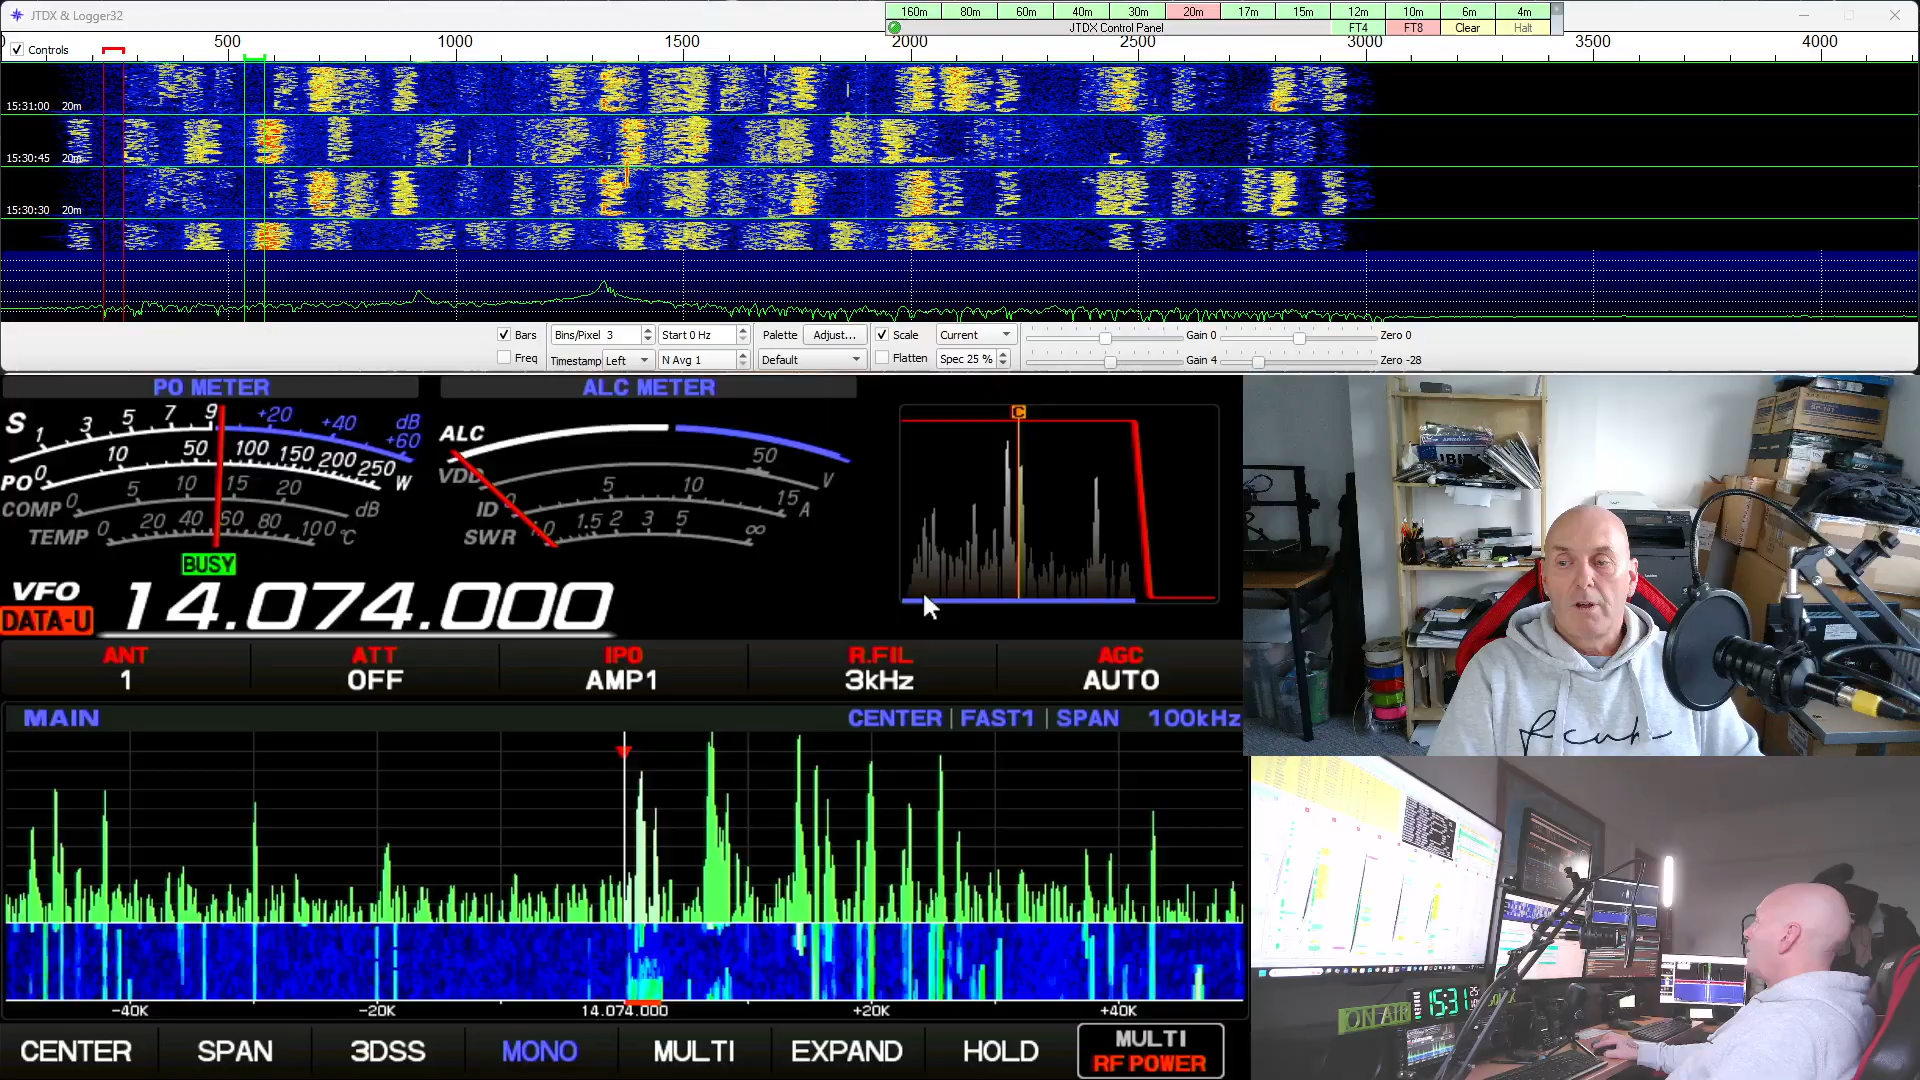 JTDX & Logger32
160m 80m 60m 40m 30m 20m 17m 15m 12m 10m 6m 4m
JTDX Control Panel FT4 FT8 Clear Halt
Controls
500 1000 1500 2000 2500 3000 3500 4000
15:31:00 20m
15:30:45 20m
15:30:30 20m
Bars Bins/Pixel 3 Start 0 Hz Palette Adjust... Scale Current Gain 0 Zero 0
Freq Timestamp Left N Avg 1 Default Flatten Spec 25 % Gain 4 Zero -28
PO METER
ALC METER
S 1 3 5 7 9 +20 +40 +60 dB
PO 0 10 50 100 150 200 250 W
COMP 0 5 10 15 20 dB
TEMP 0 20 40 60 80 100 °C
ALC
VDD 50 V
ID 0 5 10 15 A
SWR 1.5 2 3 5 ∞
C
BUSY
VFO
DATA-U
14.074.000
ANT ATT IPO R.FIL AGC
1 OFF AMP1 3kHz AUTO
MAIN CENTER | FAST1 | SPAN 100kHz
-40K -20K 14.074.000 +20K +40K
CENTER SPAN 3DSS MONO MULTI EXPAND HOLD MULTI
RF POWER
ON AIR
15:31